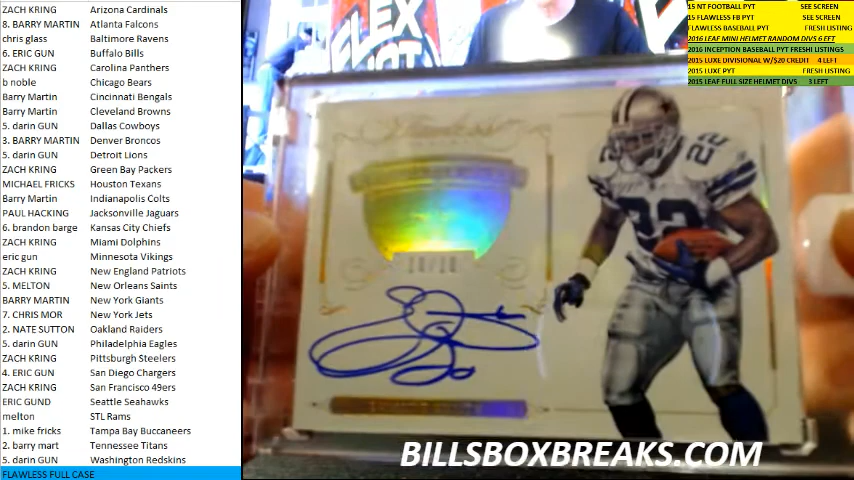 ZACH KRING Arizona Cardinals
8. BARRY MARTIN Atlanta Falcons
chris glass Baltimore Ravens
6. ERIC GUN Buffalo Bills
ZACH KRING Carolina Panthers
b noble Chicago Bears
Barry Martin Cincinnati Bengals
Barry Martin Cleveland Browns
5. darin GUN Dallas Cowboys
3. BARRY MARTIN Denver Broncos
5. darin GUN Detroit Lions
ZACH KRING Green Bay Packers
MICHAEL FRICKS Houston Texans
Barry Martin Indianapolis Colts
PAUL HACKING Jacksonville Jaguars
6. brandon barge Kansas City Chiefs
ZACH KRING Miami Dolphins
eric gun Minnesota Vikings
ZACH KRING New England Patriots
5. MELTON New Orleans Saints
BARRY MARTIN New York Giants
7. CHRIS MOR New York Jets
2. NATE SUTTON Oakland Raiders
5. darin GUN Philadelphia Eagles
ZACH KRING Pittsburgh Steelers
4. ERIC GUN San Diego Chargers
ZACH KRING San Francisco 49ers
ERIC GUND Seattle Seahawks
melton STL Rams
1. mike fricks Tampa Bay Buccaneers
2. barry mart Tennessee Titans
5. darin GUN Washington Redskins
FLAWLESS FULL CASE
15 NT FOOTBALL PYT SEE SCREEN
15 FLAWLESS FB PYT SEE SCREEN
FLAWLESS BASEBALL PYT FRESH LISTING
2016 LEAF MINI HELMET RANDOM DIVS 6 EFT
2016 INCEPTION BASEBALL PYT FRESH LISTINGS
2015 LUXE DIVISIONAL W/$20 CREDIT 4 LEFT
2015 LUXE PYT FRESH LISTING
2015 LEAF FULL SIZE HELMET DIVS 3 LEFT
FLEX
Flawless
22
22
BILLSBOXBREAKS.COM